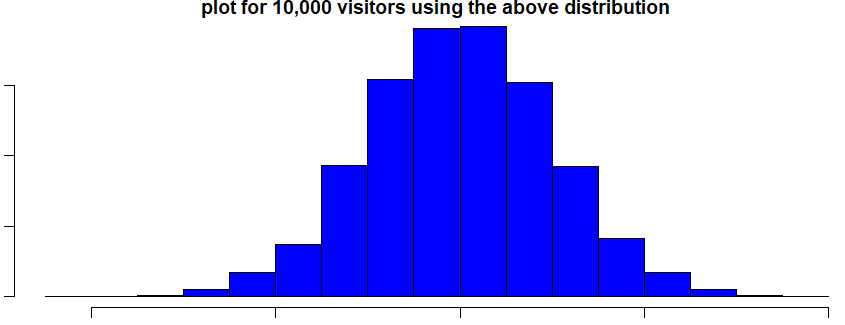 plot for 10,000 visitors using the above distribution